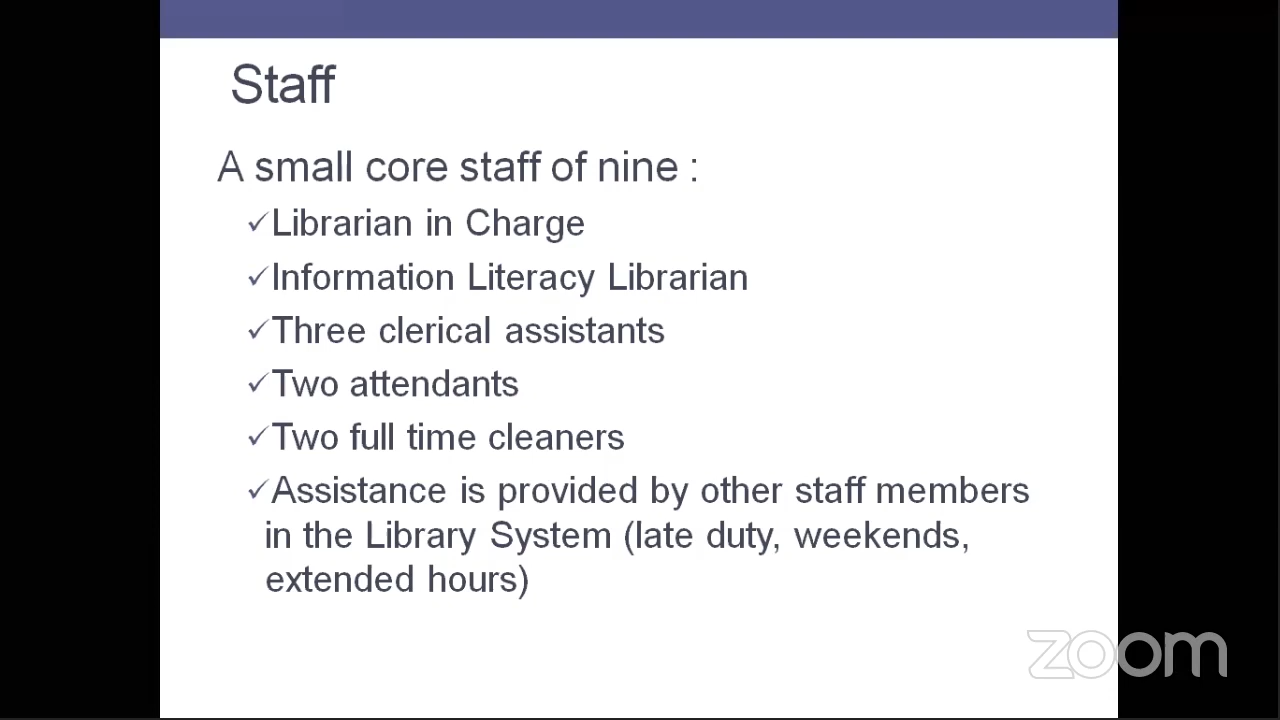 Staff
A small core staff of nine :
✓Librarian in Charge
✓Information Literacy Librarian
✓Three clerical assistants
✓Two attendants
✓Two full time cleaners
✓Assistance is provided by other staff members
in the Library System (late duty, weekends,
extended hours)
zoom